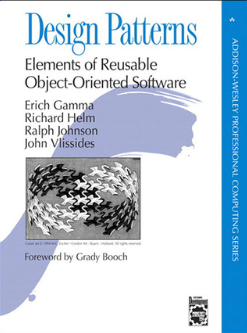 Design Patterns
Elements of Reusable
Object-Oriented Software
Erich Gamma
Richard Helm
Ralph Johnson
John Vlissides
Foreword by Grady Booch
ADDISON-WESLEY PROFESSIONAL COMPUTING SERIES